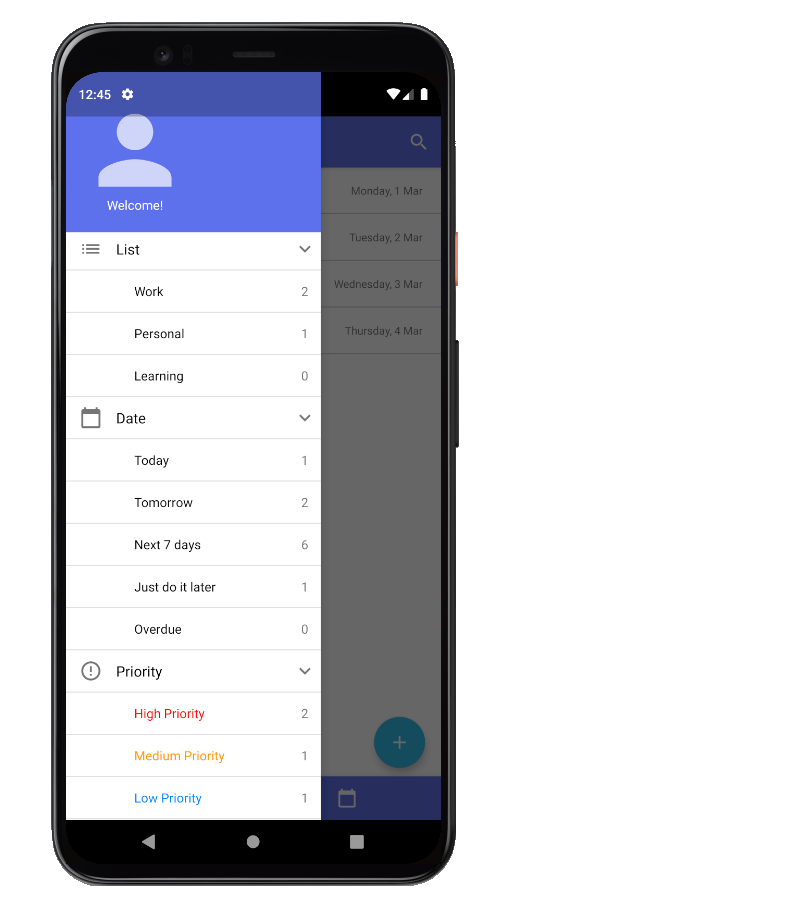 12:45
Welcome!
List
Work 2
Personal 1
Learning 0
Date
Today 1
Tomorrow 2
Next 7 days 6
Just do it later 1
Overdue 0
Priority
High Priority 2
Medium Priority 1
Low Priority 1
Monday, 1 Mar
Tuesday, 2 Mar
Wednesday, 3 Mar
Thursday, 4 Mar